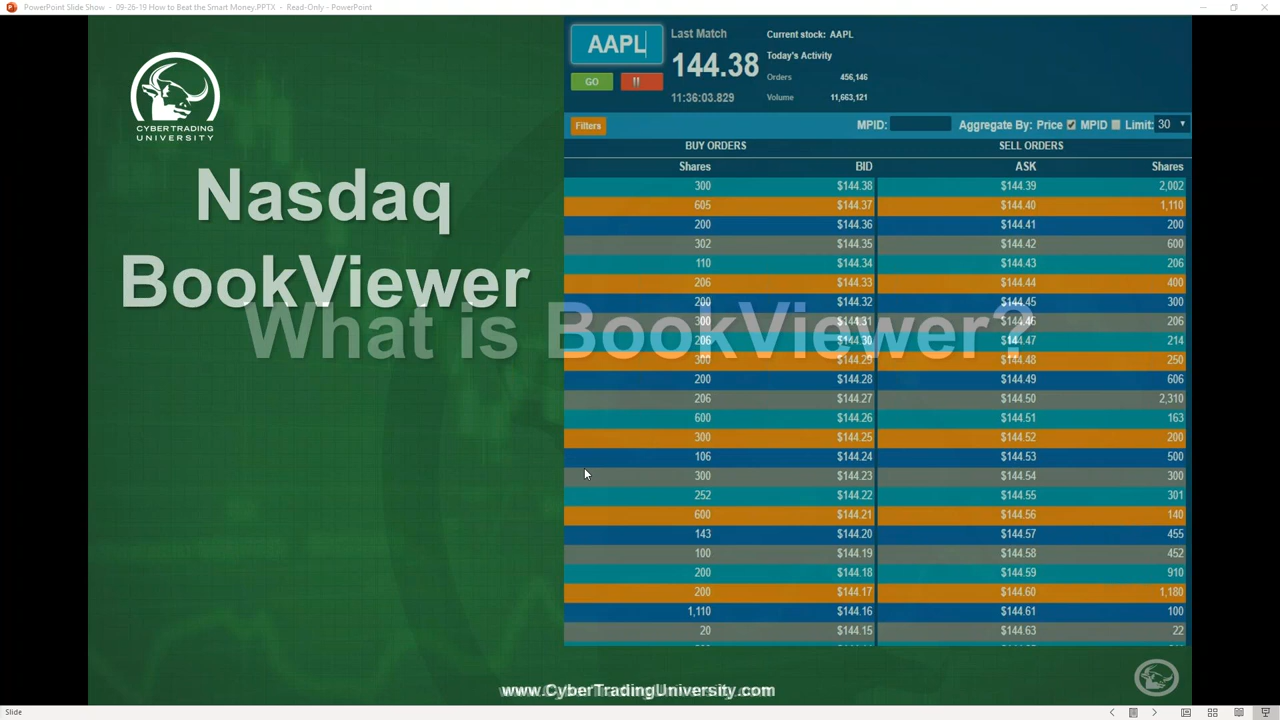 PowerPoint Slide Show - 09-26-19 How to Beat the Smart Money.PPTX - Read-Only - PowerPoint
CYBER TRADING
UNIVERSITY
Nasdaq
BookViewer
What is BookViewer?
AAPL
GO
Last Match
144.38
11:36:03.829
Current stock: AAPL
Today's Activity
Orders 456,146
Volume 11,663,121
Filters MPID: Aggregate By: Price MPID Limit: 30
BUY ORDERS SELL ORDERS
Shares BID ASK Shares
300 $144.38 $144.39 2,002
605 $144.37 $144.40 1,110
200 $144.36 $144.41 200
302 $144.35 $144.42 600
110 $144.34 $144.43 206
206 $144.33 $144.44 400
200 $144.32 $144.45 300
300 $144.31 $144.46 206
206 $144.30 $144.47 214
300 $144.29 $144.48 250
200 $144.28 $144.49 606
206 $144.27 $144.50 2,310
600 $144.26 $144.51 163
300 $144.25 $144.52 200
106 $144.24 $144.53 500
300 $144.23 $144.54 300
252 $144.22 $144.55 301
600 $144.21 $144.56 140
143 $144.20 $144.57 455
100 $144.19 $144.58 452
200 $144.18 $144.59 910
200 $144.17 $144.60 1,180
1,110 $144.16 $144.61 100
20 $144.15 $144.63 22
www.CyberTradingUniversity.com
Slide